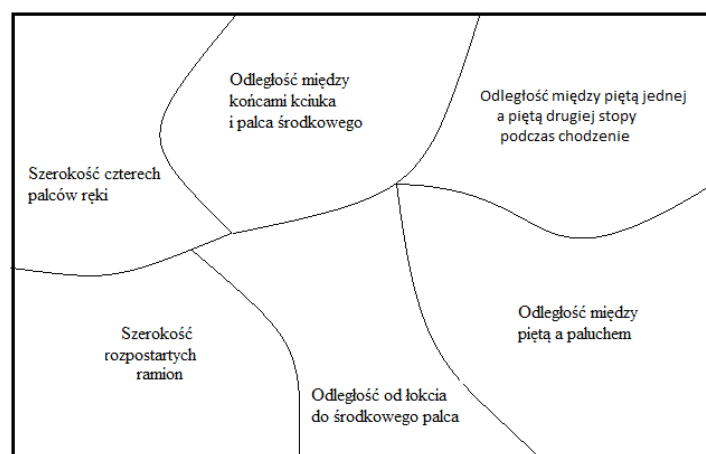 Odległość między
końcami kciuka
i palca środkowego
Odległość między piętą jednej
a piętą drugiej stopy
podczas chodzenie
Szerokość czterech
palców ręki
Szerokość
rozpostartych
ramion
Odległość od łokcia
do środkowego palca
Odległość między
piętą a paluchem